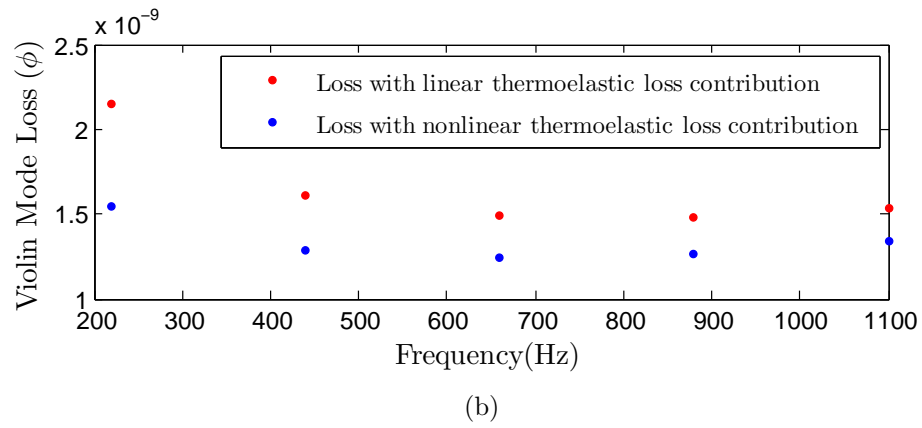 x 10⁻⁹
2.5
2
1.5
1
Violin Mode Loss (ϕ)
Loss with linear thermoelastic loss contribution
Loss with nonlinear thermoelastic loss contribution
200 300 400 500 600 700 800 900 1000 1100
Frequency(Hz)
(b)